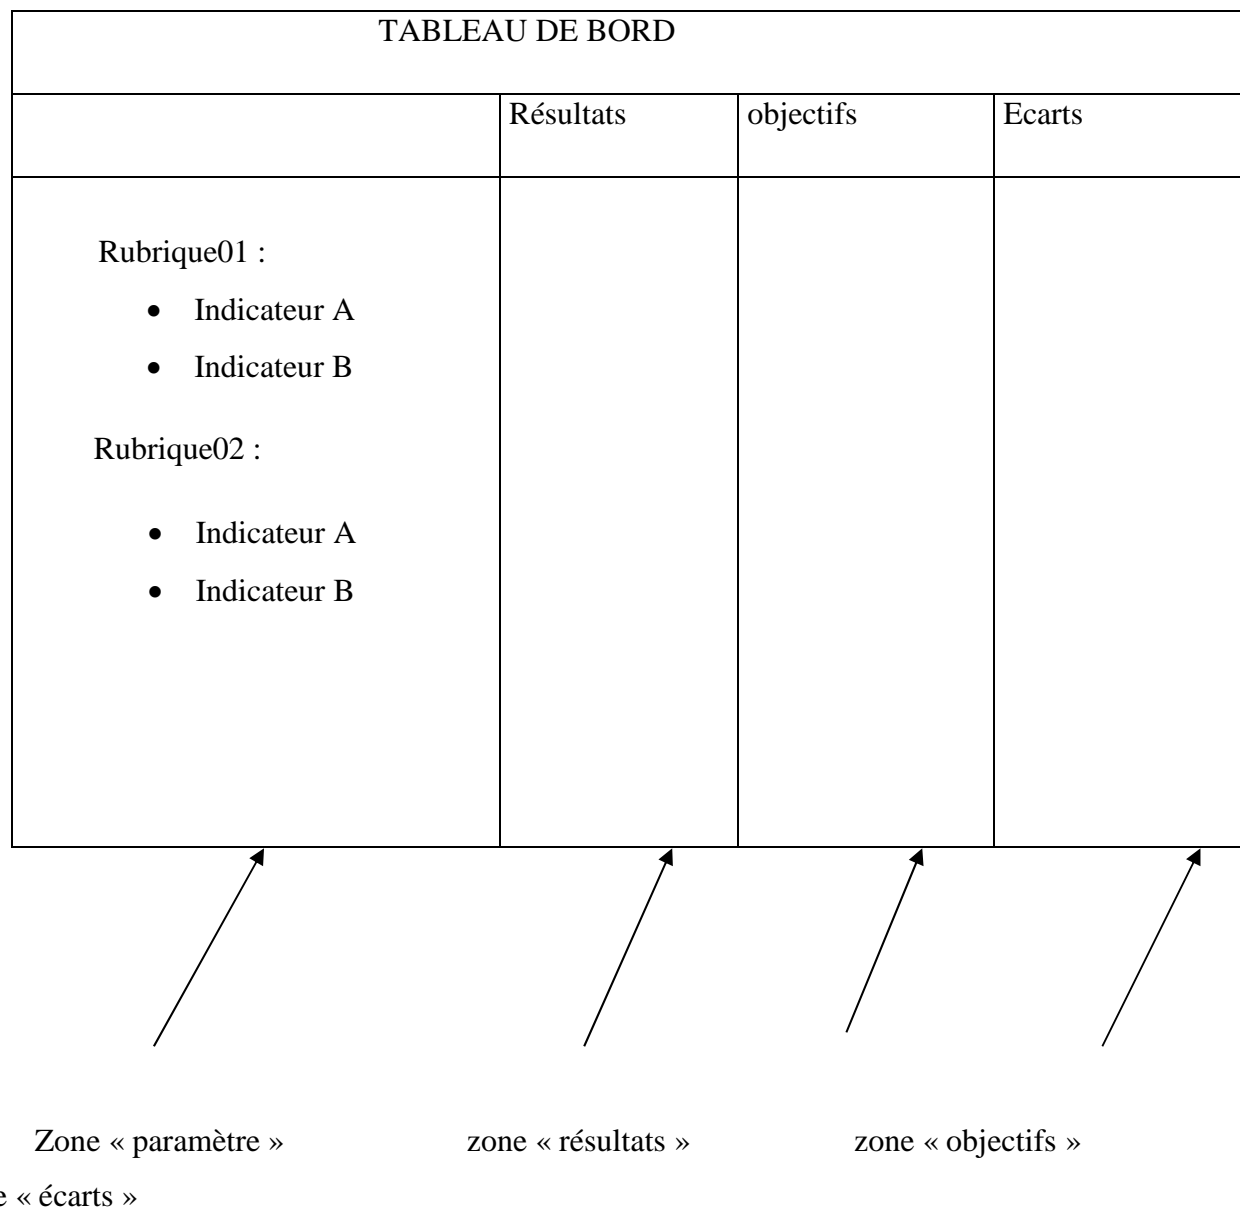 TABLEAU DE BORD
Résultats objectifs Ecarts
Rubrique01 :
• Indicateur A
• Indicateur B
Rubrique02 :
• Indicateur A
• Indicateur B
Zone « paramètre » zone « résultats » zone « objectifs »
e « écarts »